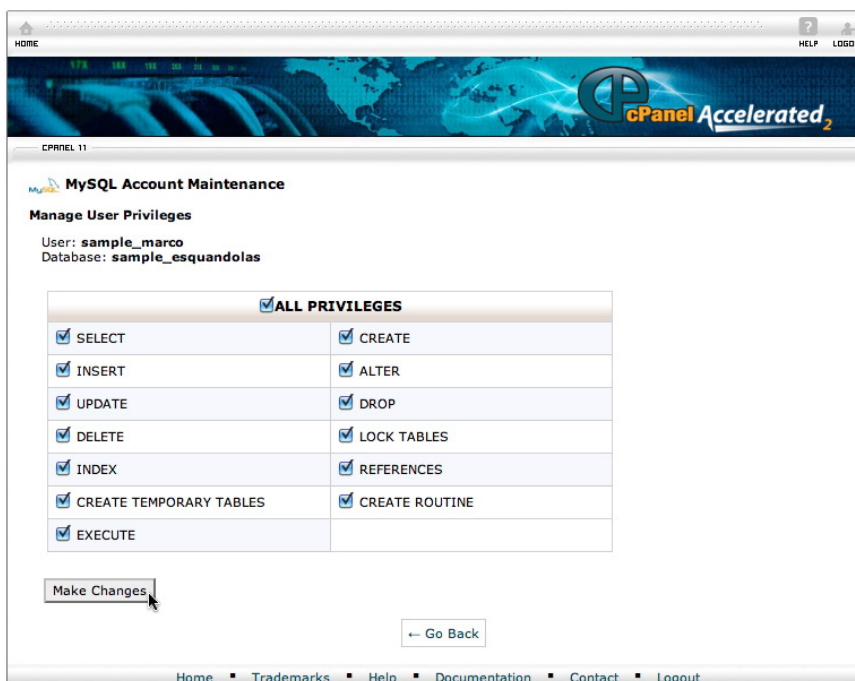 HOME
HELP LOGO
cPanel Accelerated2
CPANEL 11
MySQL MySQL Account Maintenance
Manage User Privileges
User: sample_marco
Database: sample_esquandolas
ALL PRIVILEGES
SELECT CREATE
INSERT ALTER
UPDATE DROP
DELETE LOCK TABLES
INDEX REFERENCES
CREATE TEMPORARY TABLES CREATE ROUTINE
EXECUTE
Make Changes
← Go Back
Home ▪ Trademarks ▪ Help ▪ Documentation ▪ Contact ▪ Logout